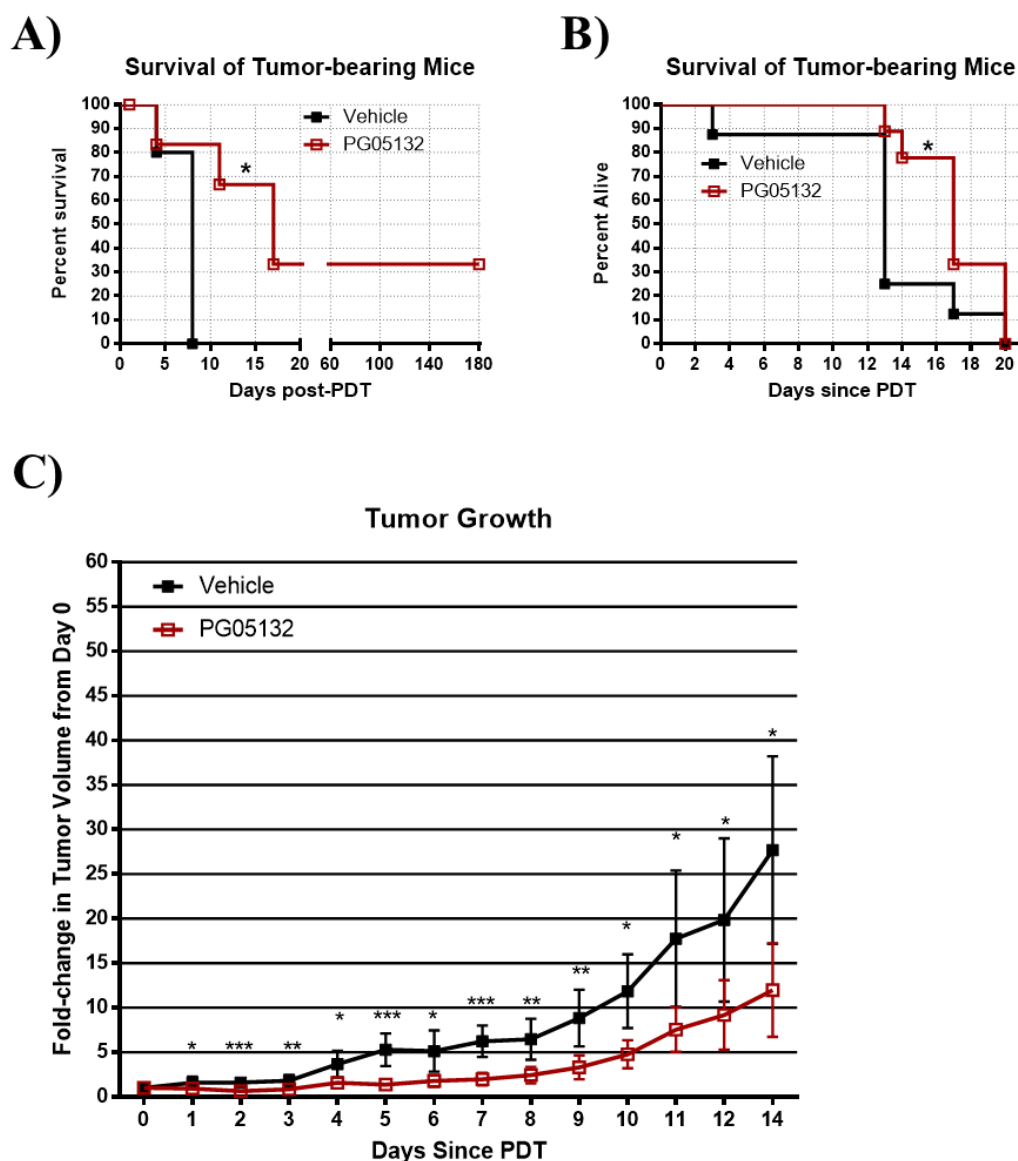 A)
Survival of Tumor-bearing Mice
Percent survival
100
90
80
70
60
50
40
30
20
10
0
Vehicle
PG05132
*
0 5 10 15 20 60 100 140 180
Days post-PDT
B)
Survival of Tumor-bearing Mice
Percent Alive
100
90
80
70
60
50
40
30
20
10
0
*
Vehicle
PG05132
0 2 4 6 8 6 8 10 12 14 16 18 20
Days since PDT
C)
Tumor Growth
Fold-change in Tumor Volume from Day 0
60
55
50
45
40
35
30
25
20
15
10
5
0
Vehicle
PG05132
* *** ** * *** * *** ** ** * * * *
0 1 2 3 4 5 6 7 8 9 10 11 12 14
Days Since PDT